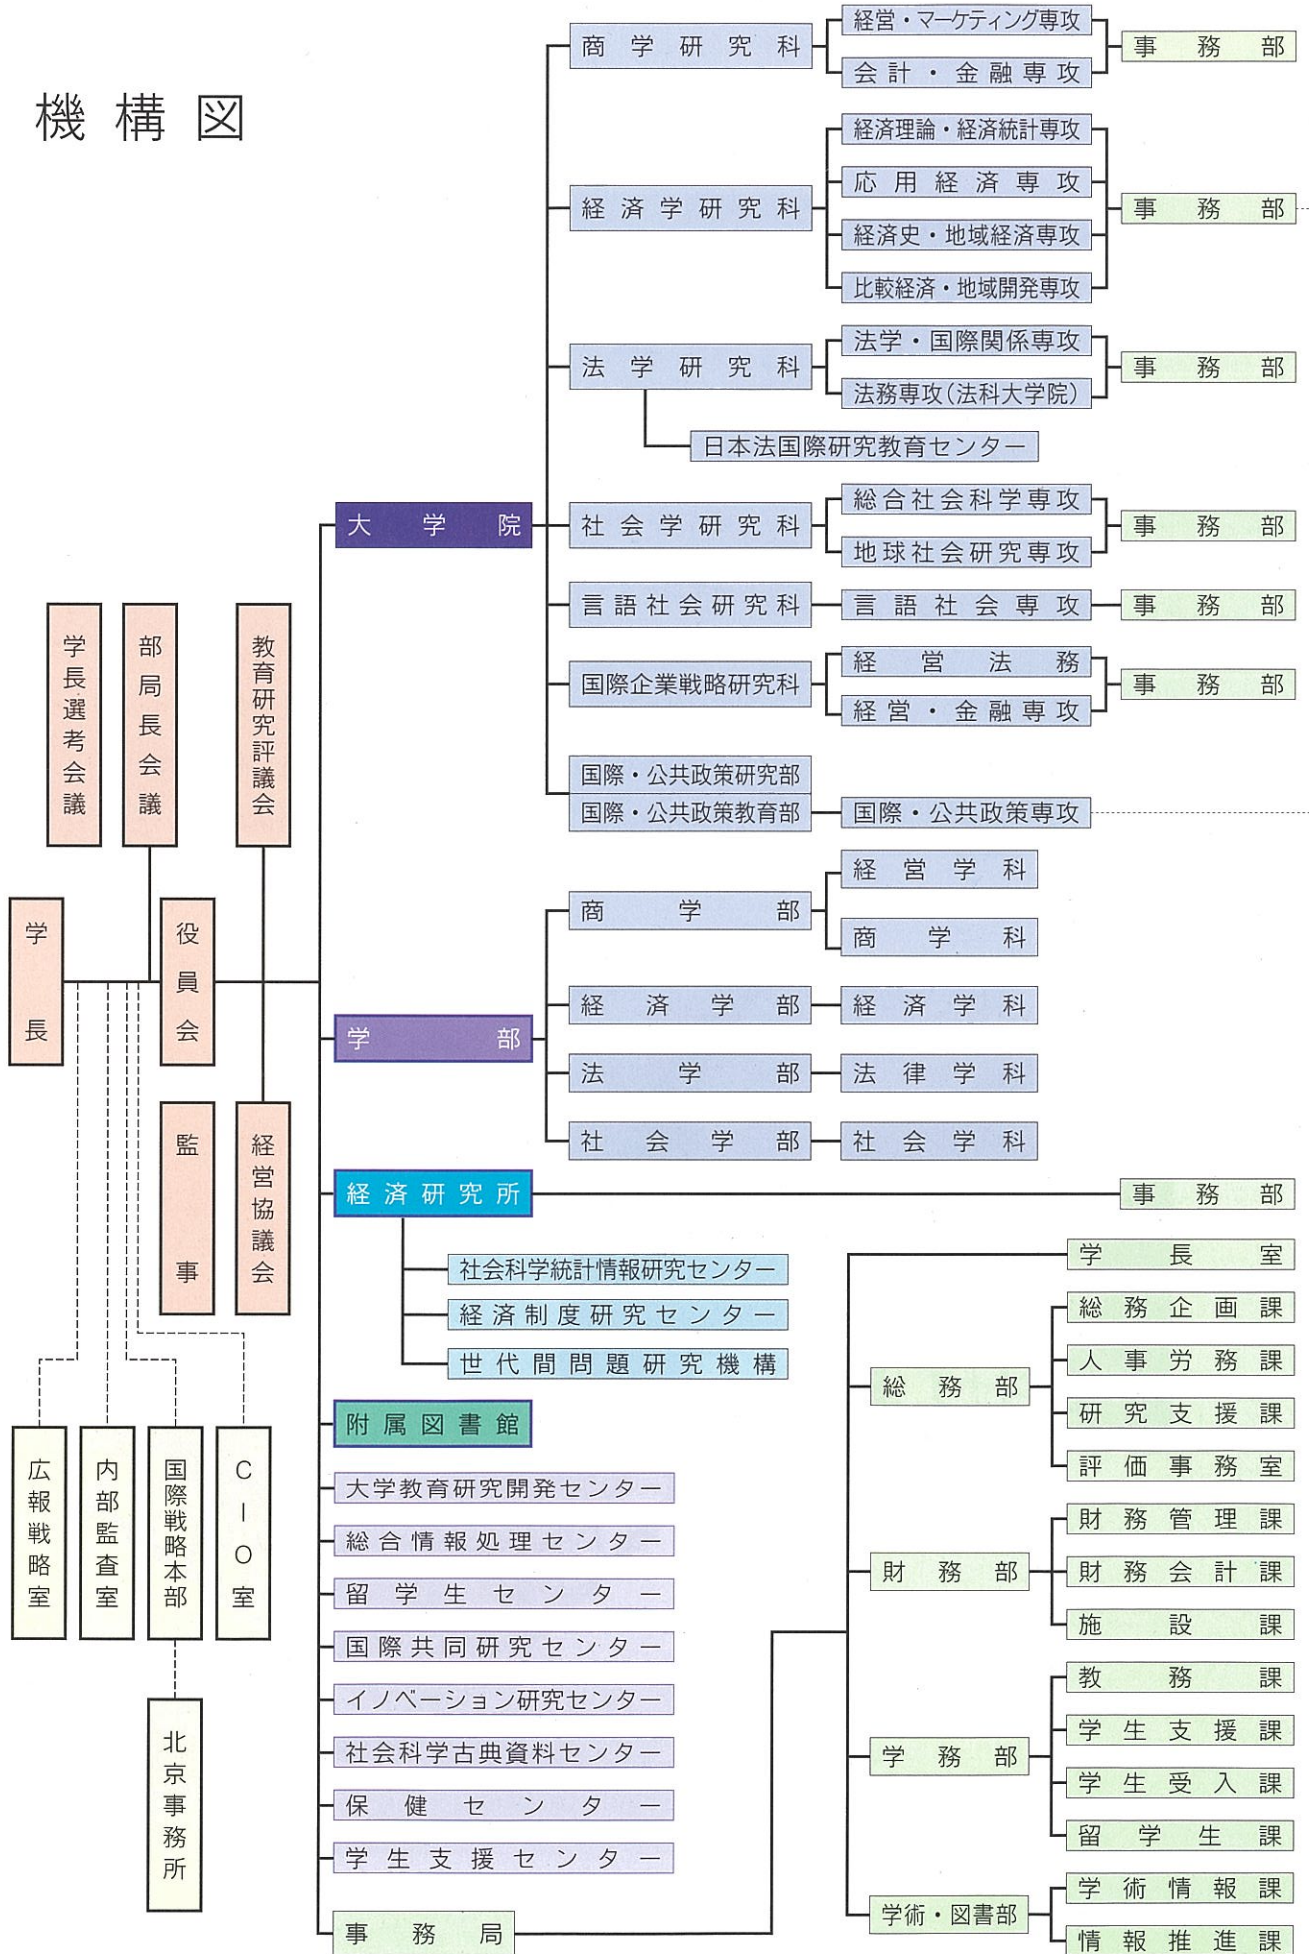 機構図
商学研究科
経営・マーケティング専攻
会計・金融専攻
事務部
経済学研究科
経済理論・経済統計専攻
応用経済専攻
経済史・地域経済専攻
比較経済・地域開発専攻
事務部
法学研究科
法学・国際関係専攻
法務専攻(法科大学院)
事務部
日本法国際研究教育センター
大学院
社会学研究科
総合社会科学専攻
地球社会研究専攻
事務部
言語社会研究科
言語社会専攻
事務部
国際企業戦略研究科
経営法務
経営・金融専攻
事務部
国際・公共政策研究部
国際・公共政策教育部
国際・公共政策専攻
学長選考会議
部局長会議
教育研究評議会
学長
役員会
監事
経営協議会
学部
商学部
経営学科
商学科
経済学部
経済学科
法学部
法律学科
社会学部
社会学科
経済研究所
事務部
社会科学統計情報研究センター
経済制度研究センター
世代間問題研究機構
附属図書館
広報戦略室
内部監査室
国際戦略本部
CIO室
北京事務所
大学教育研究開発センター
総合情報処理センター
留学生センター
国際共同研究センター
イノベーション研究センター
社会科学古典資料センター
保健センター
学生支援センター
事務局
学長室
総務部
総務企画課
人事労務課
研究支援課
評価事務室
財務部
財務管理課
財務会計課
施設課
学務部
教務課
学生支援課
学生受入課
留学生課
学術・図書部
学術情報課
情報推進課